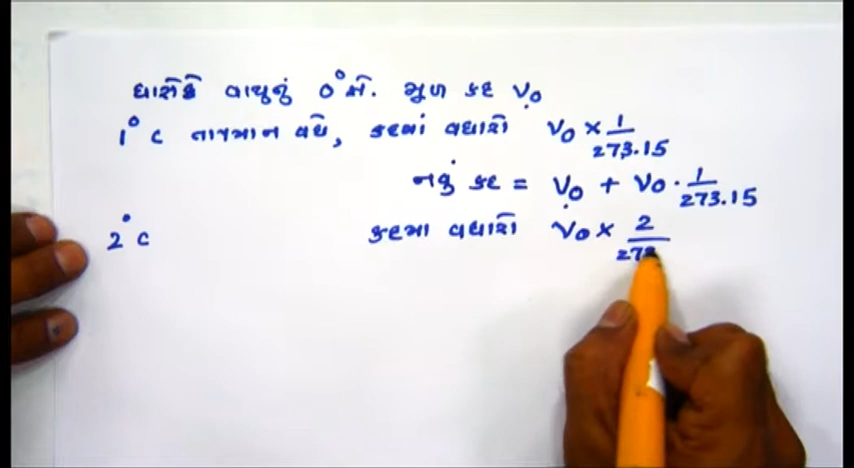 ધારોકે વાયુનું 0° સે. મુળ કદ V₀
1° C તાપમાન વધે, કદમાં વધારો V₀ × 1/273.15
નવું કદ = V₀ + V₀ · 1/273.15
2° C કદમા વધારો V₀ × 2/273